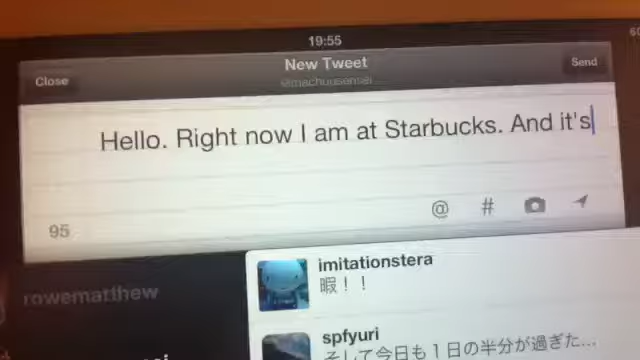 19:55
Close
New Tweet
Send
@machuusensei
Hello. Right now I am at Starbucks. And it's
95
@ #
rowematthew
imitationstera
暇！！
spfyuri
そして今日も１日の半分が過ぎた...